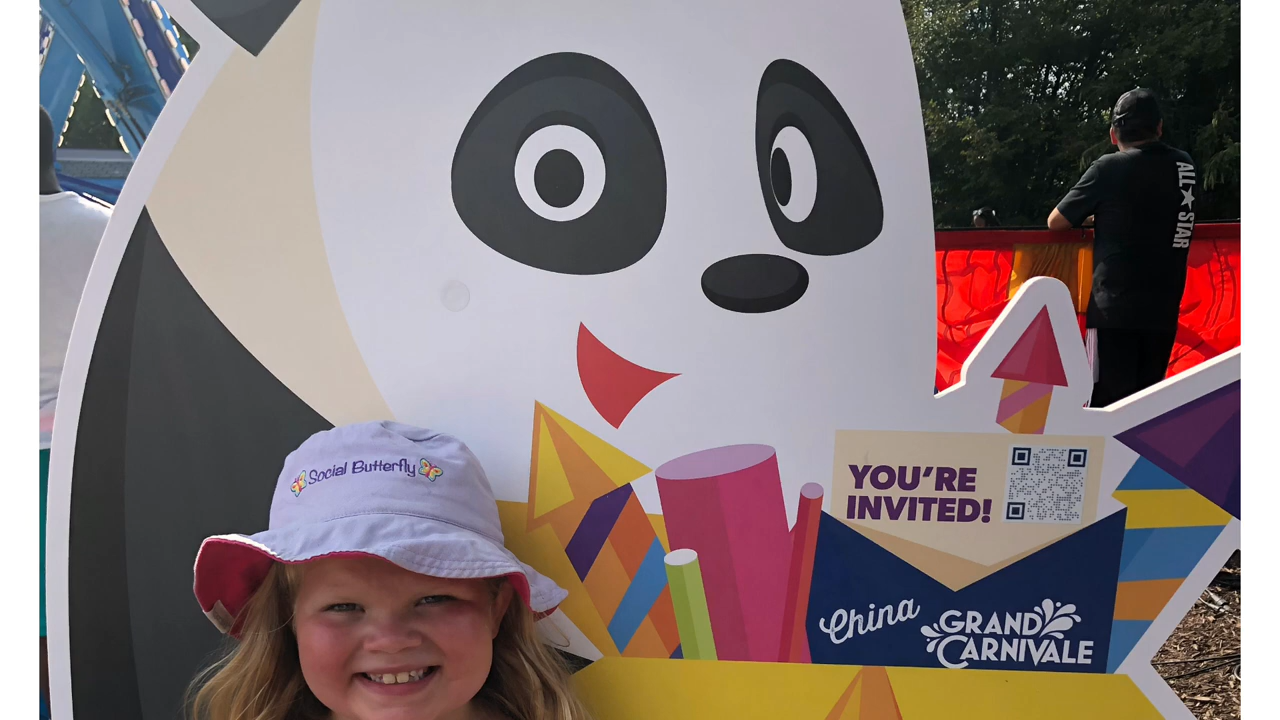 ALL★STAR
Social Butterfly
YOU'RE
INVITED!
China
GRAND
CARNIVALE